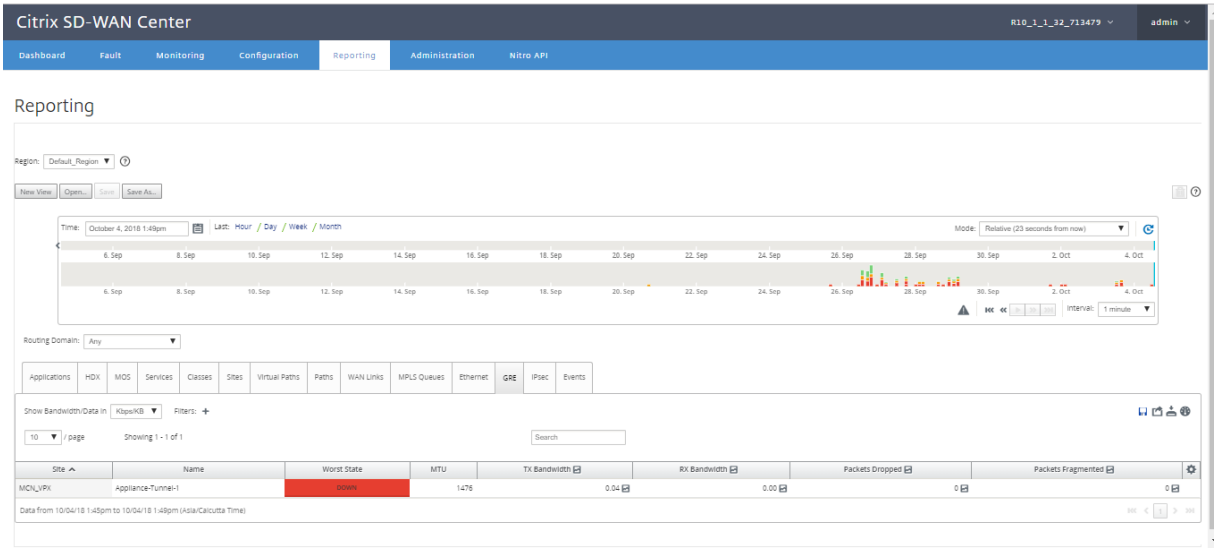 Citrix SD-WAN Center R10_1_1_32_713479 admin
Dashboard Fault Monitoring Configuration Reporting Administration Nitro API
Reporting
Region: Default_Region
New View Open... Save Save As...
Time: October 4, 2018 1:49pm Last: Hour / Day / Week / Month Mode: Relative (23 seconds from now)
6. Sep 8. Sep 10. Sep 12. Sep 14. Sep 16. Sep 18. Sep 20. Sep 22. Sep 24. Sep 26. Sep 28. Sep 30. Sep 2. Oct 4. Oct
6. Sep 8. Sep 10. Sep 12. Sep 14. Sep 16. Sep 18. Sep 20. Sep 22. Sep 24. Sep 26. Sep 28. Sep 30. Sep 2. Oct 4. Oct
Interval: 1 minute
Routing Domain: Any
Applications HDX MOS Services Classes Sites Virtual Paths Paths WAN Links MPLS Queues Ethernet GRE IPsec Events
Show Bandwidth/Data in Kbps/KB Filters: +
10 / page Showing 1 - 1 of 1 Search
Site Name Worst State MTU TX Bandwidth RX Bandwidth Packets Dropped Packets Fragmented
MCN_VPX Appliance-Tunnel-1 DOWN 1476 0.04 0.00 0 0
Data from 10/04/18 1:45pm to 10/04/18 1:49pm (Asia/Calcutta Time) 1